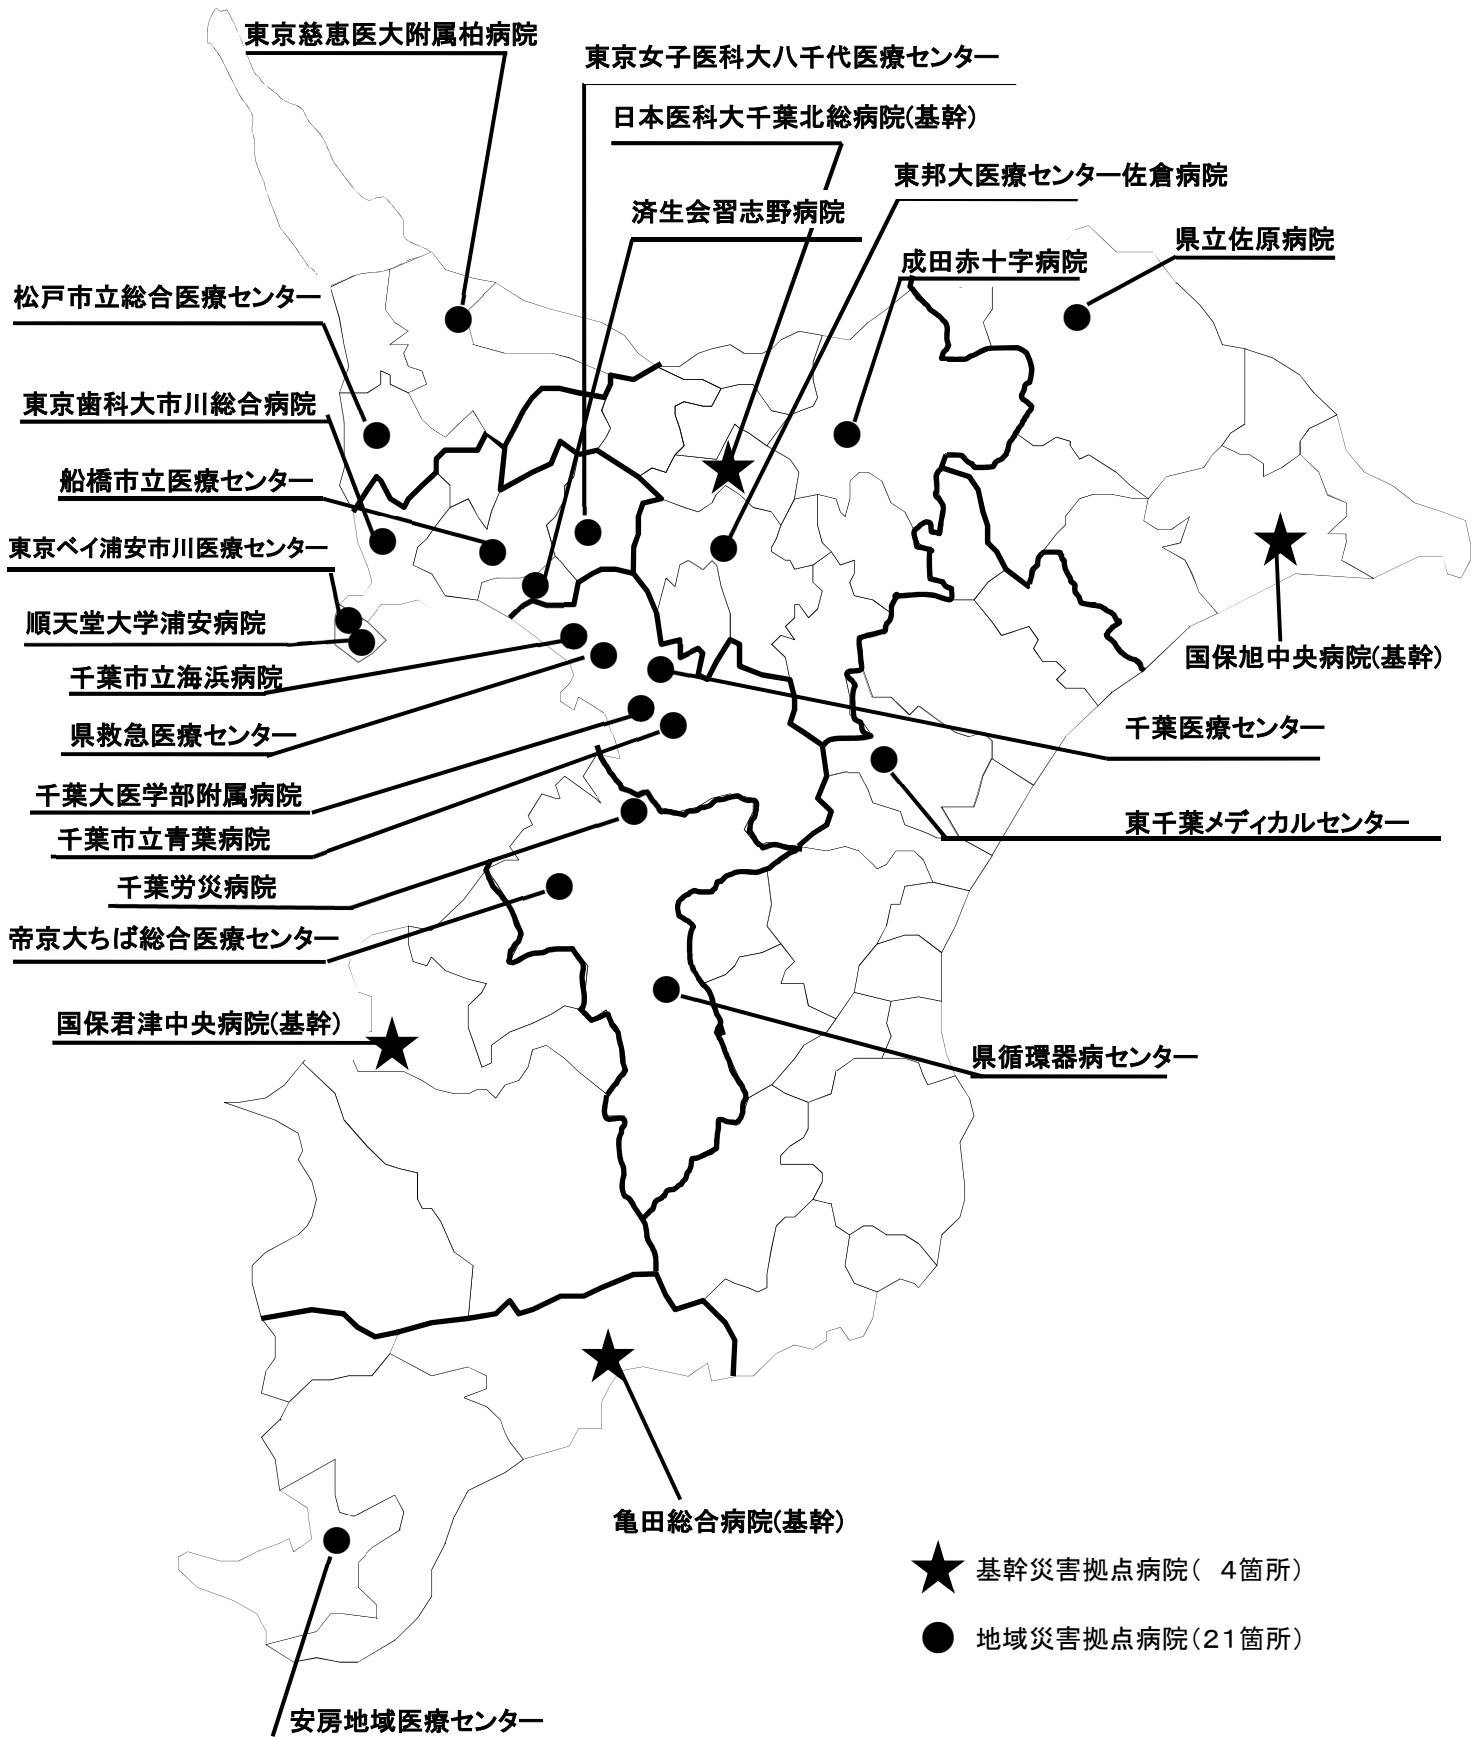 東京慈恵医大附属柏病院
東京女子医科大八千代医療センター
日本医科大千葉北総病院(基幹)
東邦大医療センター佐倉病院
済生会習志野病院
県立佐原病院
成田赤十字病院
松戸市立総合医療センター
東京歯科大市川総合病院
船橋市立医療センター
東京ベイ浦安市川医療センター
順天堂大学浦安病院
国保旭中央病院(基幹)
千葉市立海浜病院
県救急医療センター
千葉医療センター
千葉大医学部附属病院
東千葉メディカルセンター
千葉市立青葉病院
千葉労災病院
帝京大ちば総合医療センター
国保君津中央病院(基幹)
県循環器病センター
亀田総合病院(基幹)
基幹災害拠点病院(　4箇所)
地域災害拠点病院(21箇所)
安房地域医療センター